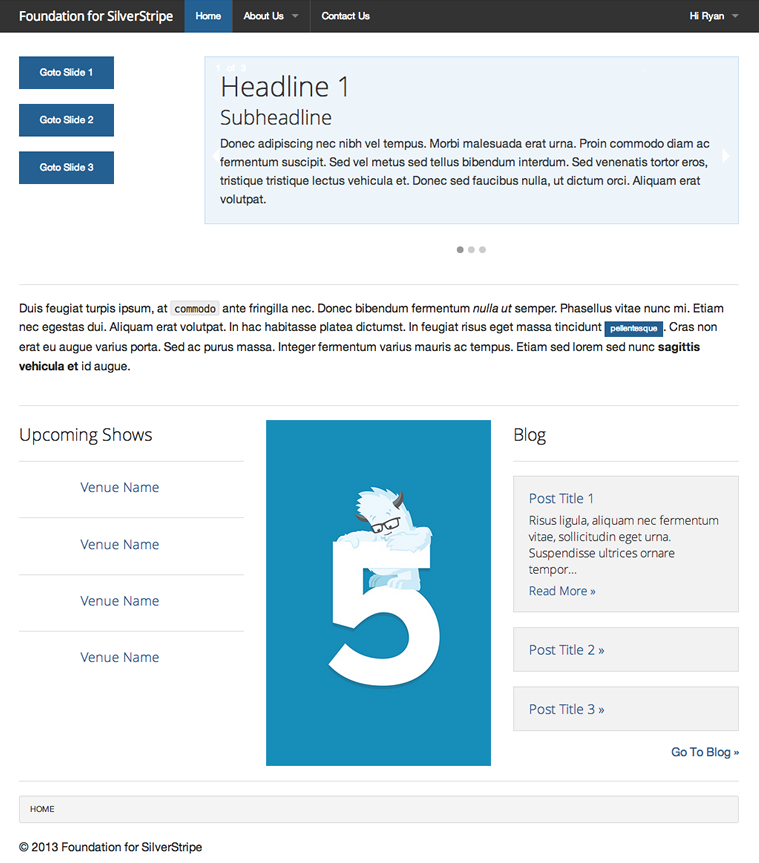 Foundation for SilverStripe
Home
About Us
Contact Us
Hi Ryan
Goto Slide 1
Goto Slide 2
Goto Slide 3
1 of 3
Headline 1
Subheadline
Donec adipiscing nec nibh vel tempus. Morbi malesuada erat urna. Proin commodo diam ac
fermentum suscipit. Sed vel metus sed tellus bibendum interdum. Sed venenatis tortor eros,
tristique tristique lectus vehicula et. Donec sed faucibus nulla, ut dictum orci. Aliquam erat
volutpat.
Duis feugiat turpis ipsum, at commodo ante fringilla nec. Donec bibendum fermentum nulla ut semper. Phasellus vitae nunc mi. Etiam
nec egestas dui. Aliquam erat volutpat. In hac habitasse platea dictumst. In feugiat risus eget massa tincidunt pellentesque. Cras non
erat eu augue varius porta. Sed ac purus massa. Integer fermentum varius mauris ac tempus. Etiam sed lorem sed nunc sagittis
vehicula et id augue.
Upcoming Shows
Venue Name
Venue Name
Venue Name
Venue Name
5
Blog
Post Title 1
Risus ligula, aliquam nec fermentum
vitae, sollicitudin eget urna.
Suspendisse ultrices ornare
tempor...
Read More »
Post Title 2 »
Post Title 3 »
Go To Blog »
HOME
© 2013 Foundation for SilverStripe